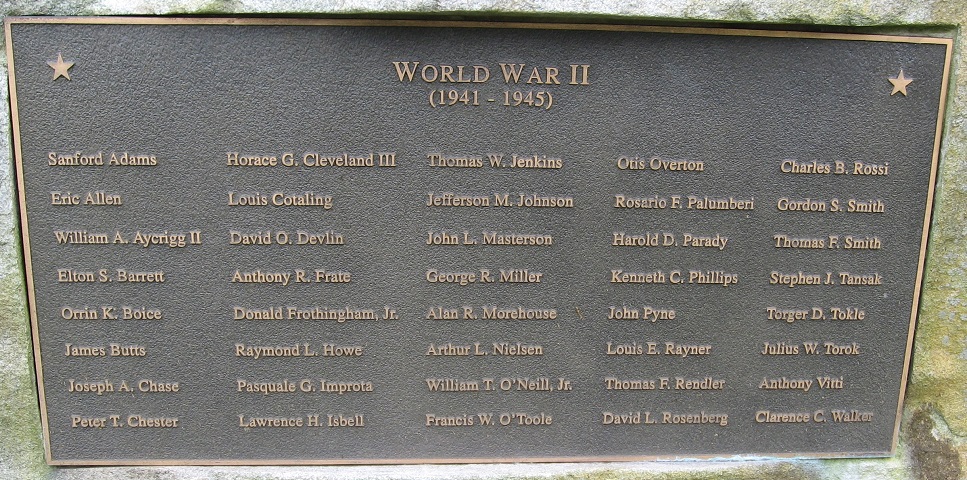 WORLD WAR II
(1941 - 1945)
Sanford Adams
Eric Allen
William A. Aycrigg II
Elton S. Barrett
Orrin K. Boice
James Butts
Joseph A. Chase
Peter T. Chester
Horace G. Cleveland III
Louis Cotaling
David O. Devlin
Anthony R. Frate
Donald Frothingham, Jr.
Raymond L. Howe
Pasquale G. Improta
Lawrence H. Isbell
Thomas W. Jenkins
Jefferson M. Johnson
John L. Masterson
George R. Miller
Alan R. Morehouse
Arthur L. Nielsen
William T. O'Neill, Jr.
Francis W. O'Toole
Otis Overton
Rosario F. Palumberi
Harold D. Parady
Kenneth C. Phillips
John Pyne
Louis E. Rayner
Thomas F. Rendler
David L. Rosenberg
Charles B. Rossi
Gordon S. Smith
Thomas F. Smith
Stephen J. Tansak
Torger D. Tokle
Julius W. Torok
Anthony Vitti
Clarence C. Walker